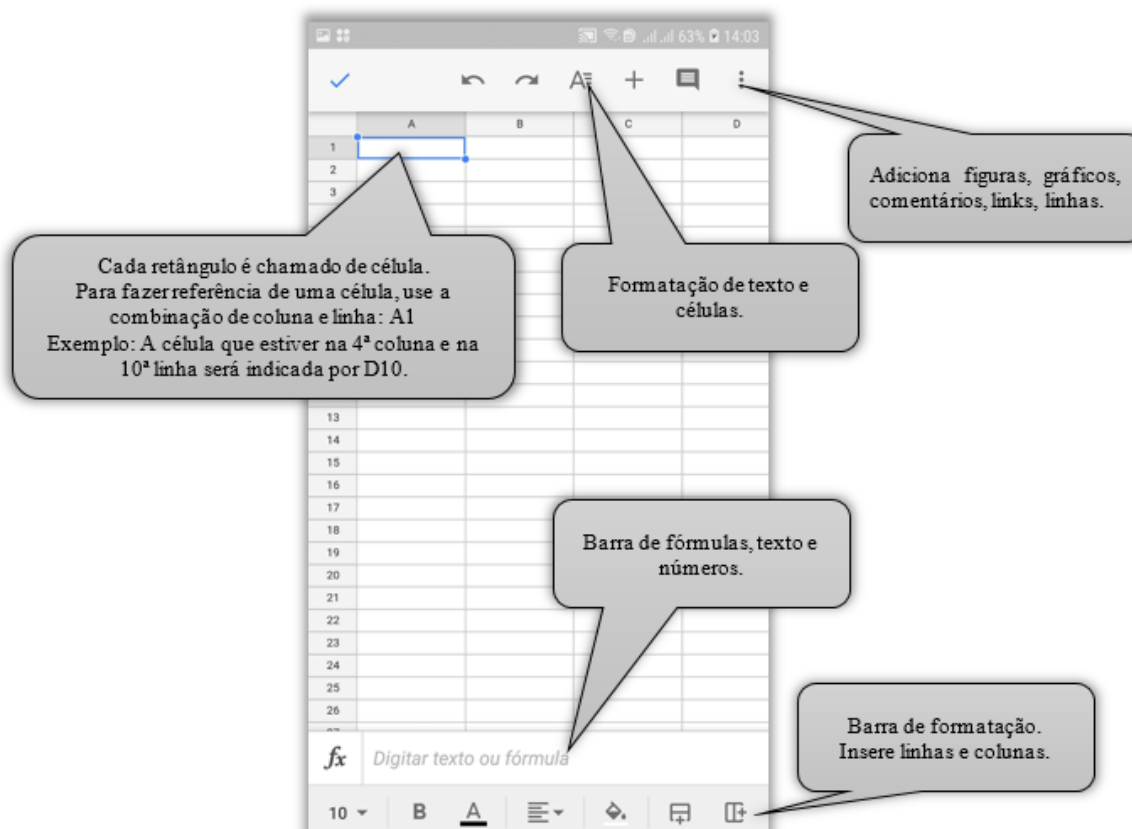 63% 14:03
A B C D
1
2
3
Adiciona figuras, gráficos,
comentários, links, linhas.
Cada retângulo é chamado de célula.
Para fazer referência de uma célula, use a
combinação de coluna e linha: A1
Exemplo: A célula que estiver na 4ª coluna e na
10ª linha será indicada por D10.
Formatação de texto e
células.
13
14
15
16
17
18
19
20
21
22
23
24
25
26
Barra de fórmulas, texto e
números.
Barra de formatação.
Insere linhas e colunas.
fx Digitar texto ou fórmula
10 B A